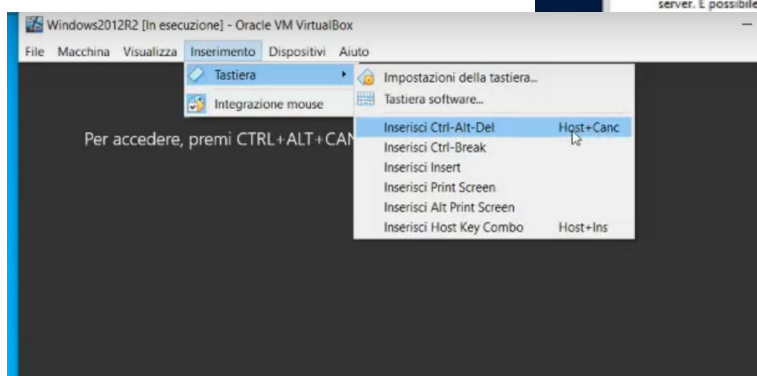 server. È possibile
Windows2012R2 [In esecuzione] - Oracle VM VirtualBox
File Macchina Visualizza Inserimento Dispositivi Aiuto
Tastiera
Integrazione mouse
Impostazioni della tastiera...
Tastiera software...
Inserisci Ctrl-Alt-Del Host+Canc
Inserisci Ctrl-Break
Inserisci Insert
Inserisci Print Screen
Inserisci Alt Print Screen
Inserisci Host Key Combo Host+Ins
Per accedere, premi CTRL+ALT+CAN